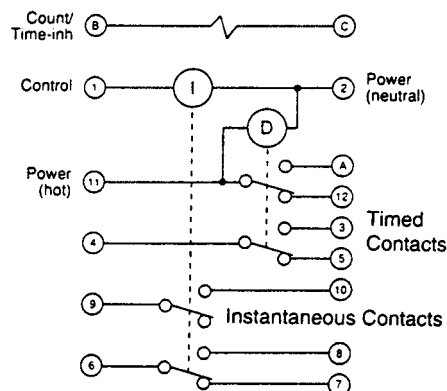 Count/
Time-inh
B
C
Control
1
I
2
Power
(neutral)
D
A
Power
(hot)
11
12
3
Timed
Contacts
4
5
10
9
Instantaneous Contacts
8
6
7